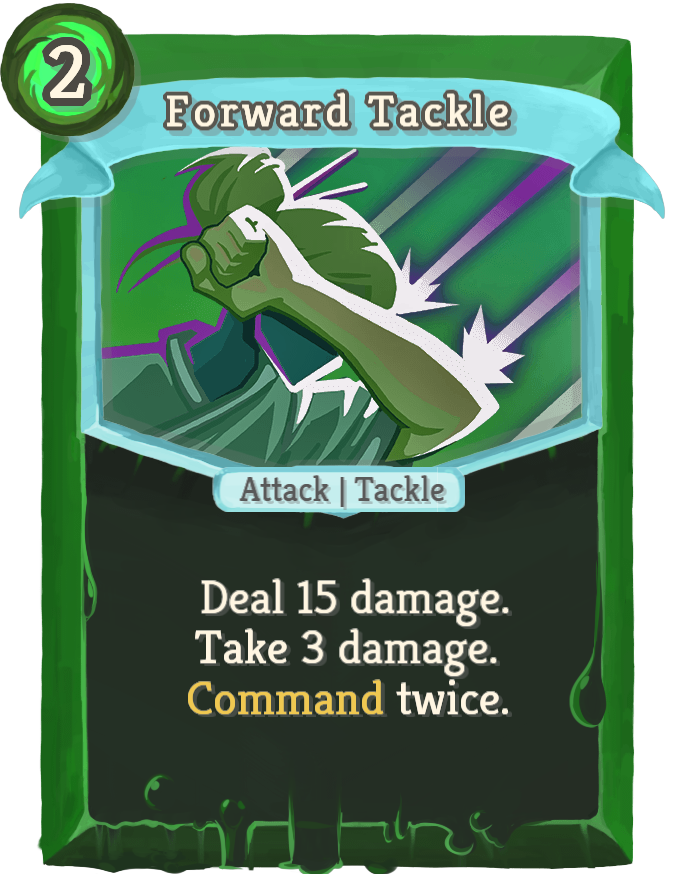 2
Forward Tackle
Attack | Tackle
Deal 15 damage.
Take 3 damage.
Command twice.